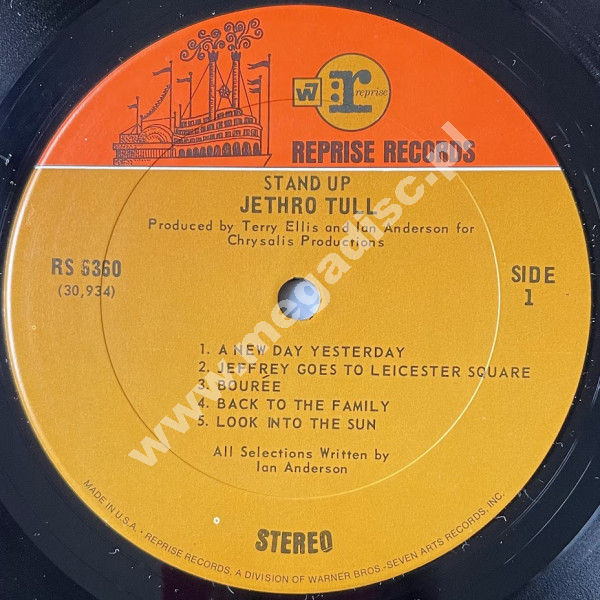 W r reprise
REPRISE RECORDS
STAND UP
JETHRO TULL
Produced by Terry Ellis and Ian Anderson for
Chrysalis Productions
RS 6360
(30,934)
SIDE
1
1. A NEW DAY YESTERDAY
2. JEFFREY GOES TO LEICESTER SQUARE
3. BOURÉE
4. BACK TO THE FAMILY
5. LOOK INTO THE SUN
All Selections Written by
Ian Anderson
STEREO
MADE IN U.S.A. - REPRISE RECORDS, A DIVISION OF WARNER BROS.-SEVEN ARTS RECORDS, INC.
www.megadisc.pl